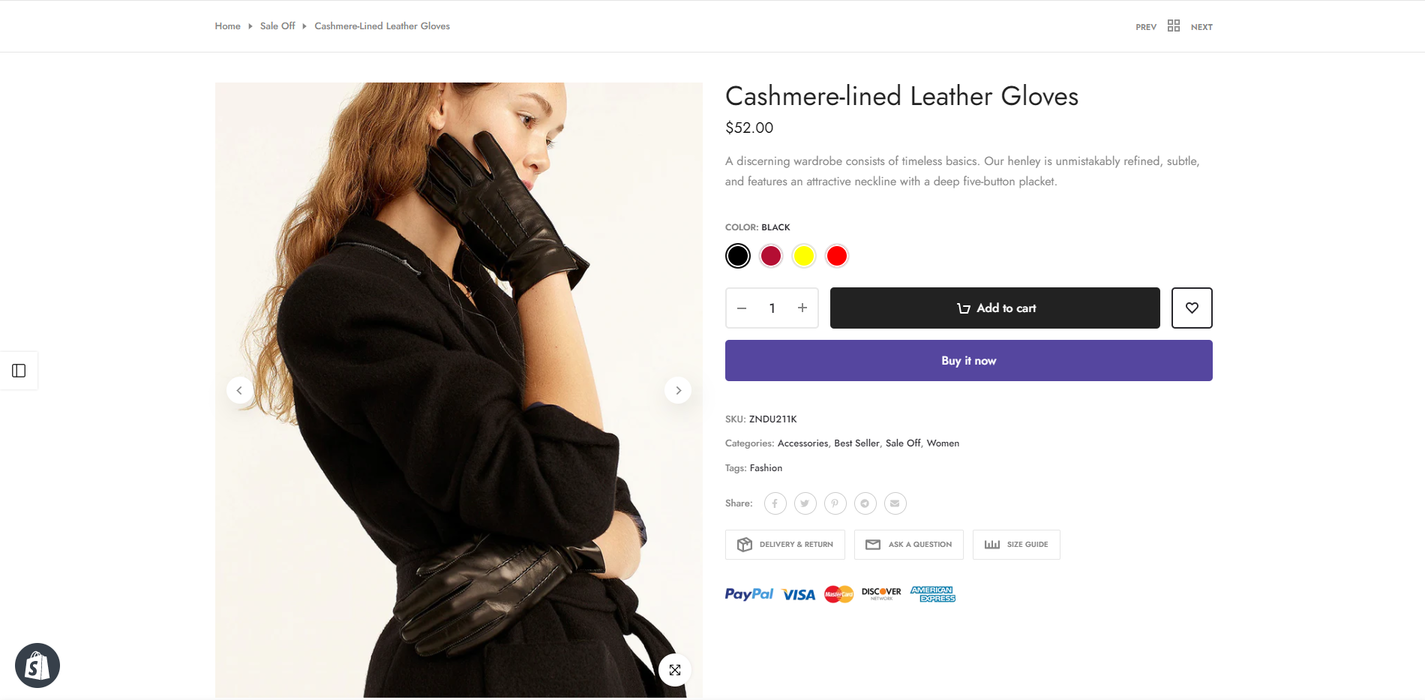 Home Sale Off Cashmere-Lined Leather Gloves
PREV NEXT
Cashmere-lined Leather Gloves
$52.00
A discerning wardrobe consists of timeless basics. Our henley is unmistakably refined, subtle,
and features an attractive neckline with a deep five-button placket.
COLOR: BLACK
1 Add to cart
Buy it now
SKU: ZNDU211K
Categories: Accessories, Best Seller, Sale Off, Women
Tags: Fashion
Share:
DELIVERY & RETURN ASK A QUESTION SIZE GUIDE
PayPal VISA MasterCard DISCOVER NETWORK AMERICAN EXPRESS